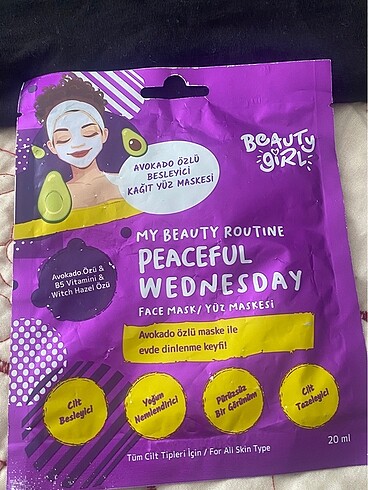 BEAUTY
GIRL
AVOKADO ÖZLÜ
BESLEYİCİ
KAĞIT YÜZ MASKESİ
MY BEAUTY ROUTINE
PEACEFUL
WEDNESDAY
FACE MASK/ YÜZ MASKESİ
Avokado Özü &
B5 Vitamini &
Witch Hazel Özü
Avokado özlü maske ile
evde dinlenme keyfi!
Cilt
Besleyici
Yoğun
Nemlendirici
Pürüzsüz
Bir Görünüm
Cilt
Tazeleyici
Tüm Cilt Tipleri İçin / For All Skin Type
20 ml